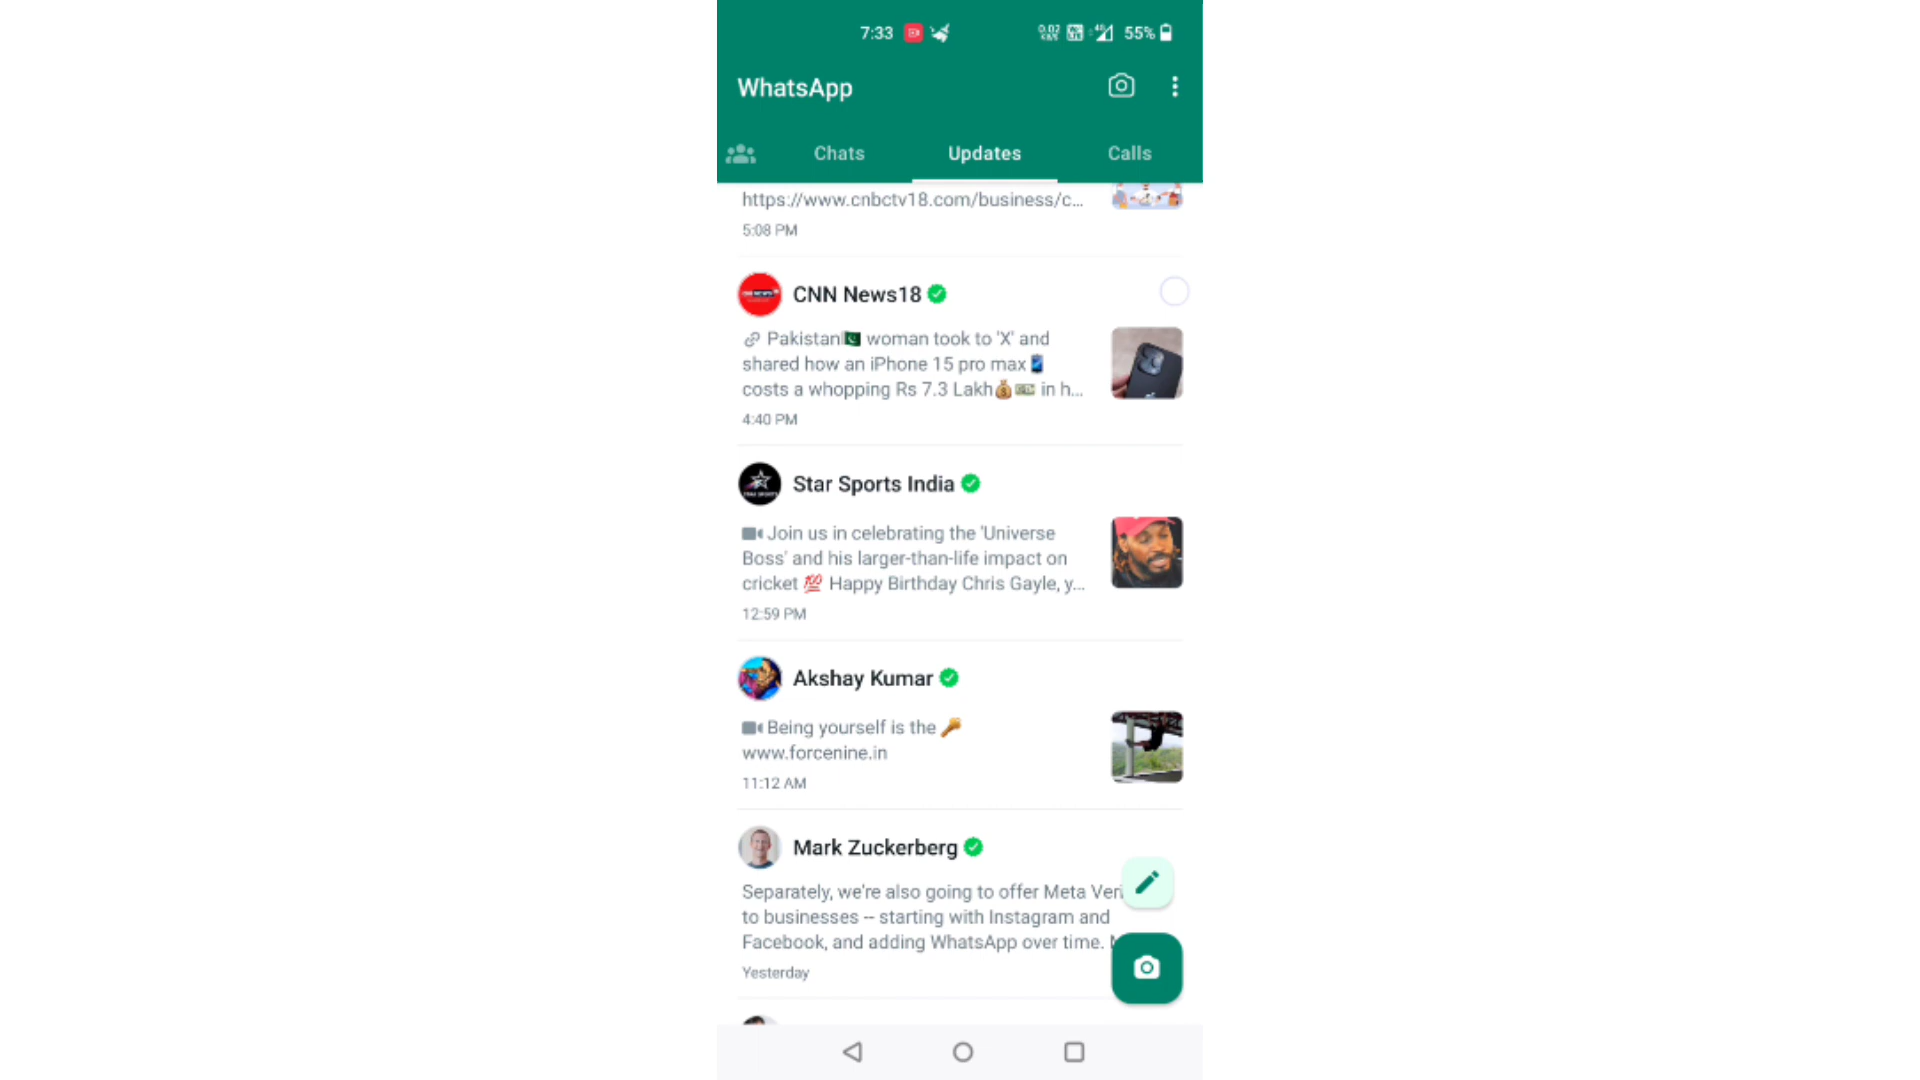 7:33 55%
WhatsApp
Chats Updates Calls
https://www.cnbctv18.com/business/c...
5:08 PM
CNN News18
Pakistani🇵🇰 woman took to 'X' and
shared how an iPhone 15 pro max📱
costs a whopping Rs 7.3 Lakh💰💵 in h...
4:40 PM
Star Sports India
Join us in celebrating the 'Universe
Boss' and his larger-than-life impact on
cricket 💯 Happy Birthday Chris Gayle, y...
12:59 PM
Akshay Kumar
Being yourself is the 🔑
www.forcenine.in
11:12 AM
Mark Zuckerberg
Separately, we're also going to offer Meta Veri
to businesses -- starting with Instagram and
Facebook, and adding WhatsApp over time.
Yesterday